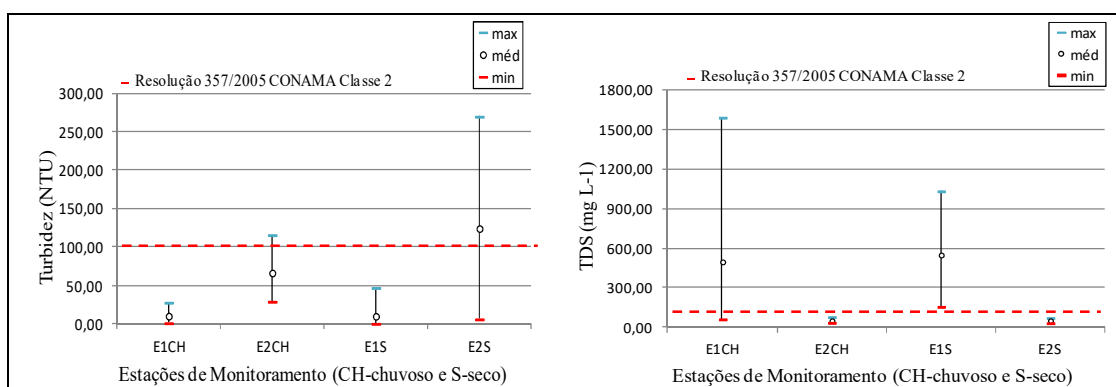 max
méd
min
Resolução 357/2005 CONAMA Classe 2
300,00
250,00
200,00
150,00
100,00
50,00
0,00
Turbidez (NTU)
E1CH
E2CH
E1S
E2S
Estações de Monitoramento (CH-chuvoso e S-seco)
max
méd
min
Resolução 357/2005 CONAMA Classe 2
1800,00
1500,00
1200,00
900,00
600,00
300,00
0,00
TDS (mg L-1)
E1CH
E2CH
E1S
E2S
Estações de Monitoramento (CH-chuvoso e S-seco)